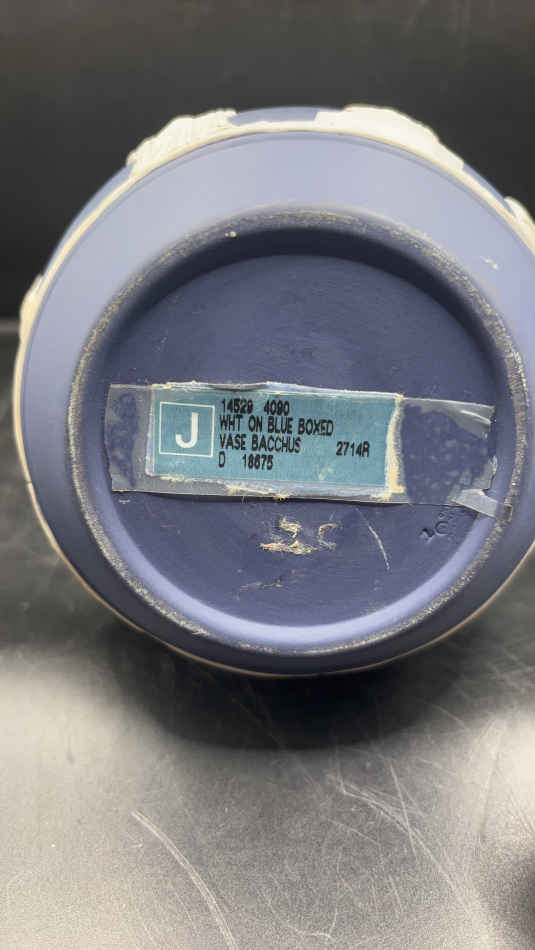 J
14529 4090
WHT ON BLUE BOXED
VASE BACCHUS 2714R
D 18675